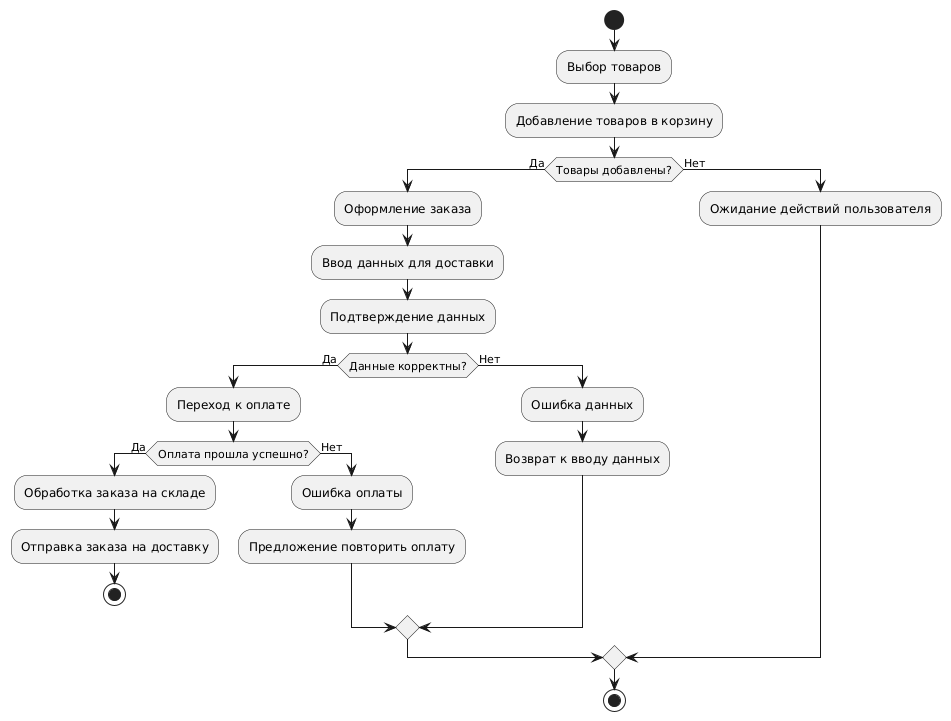 Выбор товаров
Добавление товаров в корзину
Да
Товары добавлены?
Нет
Оформление заказа
Ожидание действий пользователя
Ввод данных для доставки
Подтверждение данных
Да
Данные корректны?
Нет
Переход к оплате
Ошибка данных
Да
Оплата прошла успешно?
Нет
Возврат к вводу данных
Обработка заказа на складе
Ошибка оплаты
Отправка заказа на доставку
Предложение повторить оплату